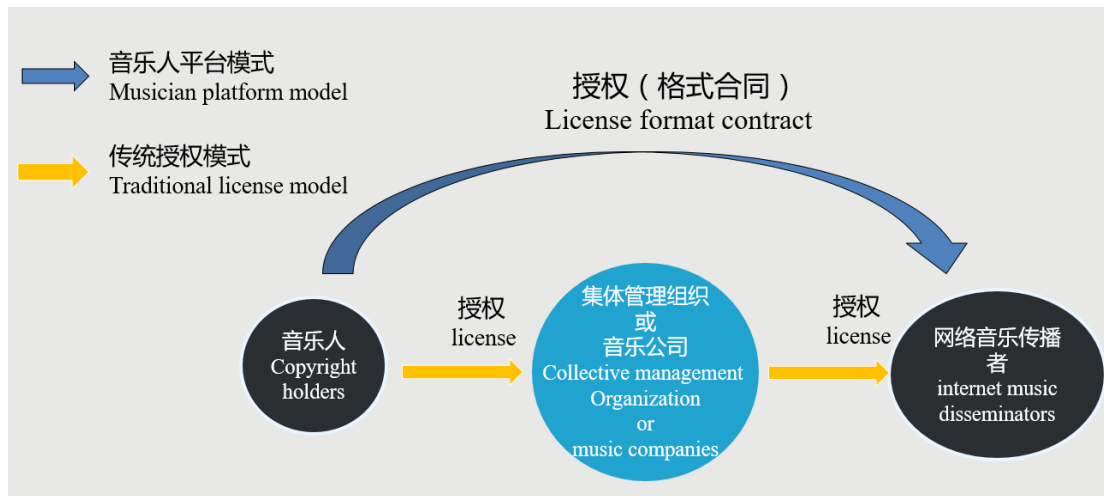 音乐人平台模式
Musician platform model
传统授权模式
Traditional license model
授权（格式合同）
License format contract
音乐人
Copyright
holders
授权
license
集体管理组织
或
音乐公司
Collective management
Organization
or
music companies
授权
license
网络音乐传播
者
internet music
disseminators